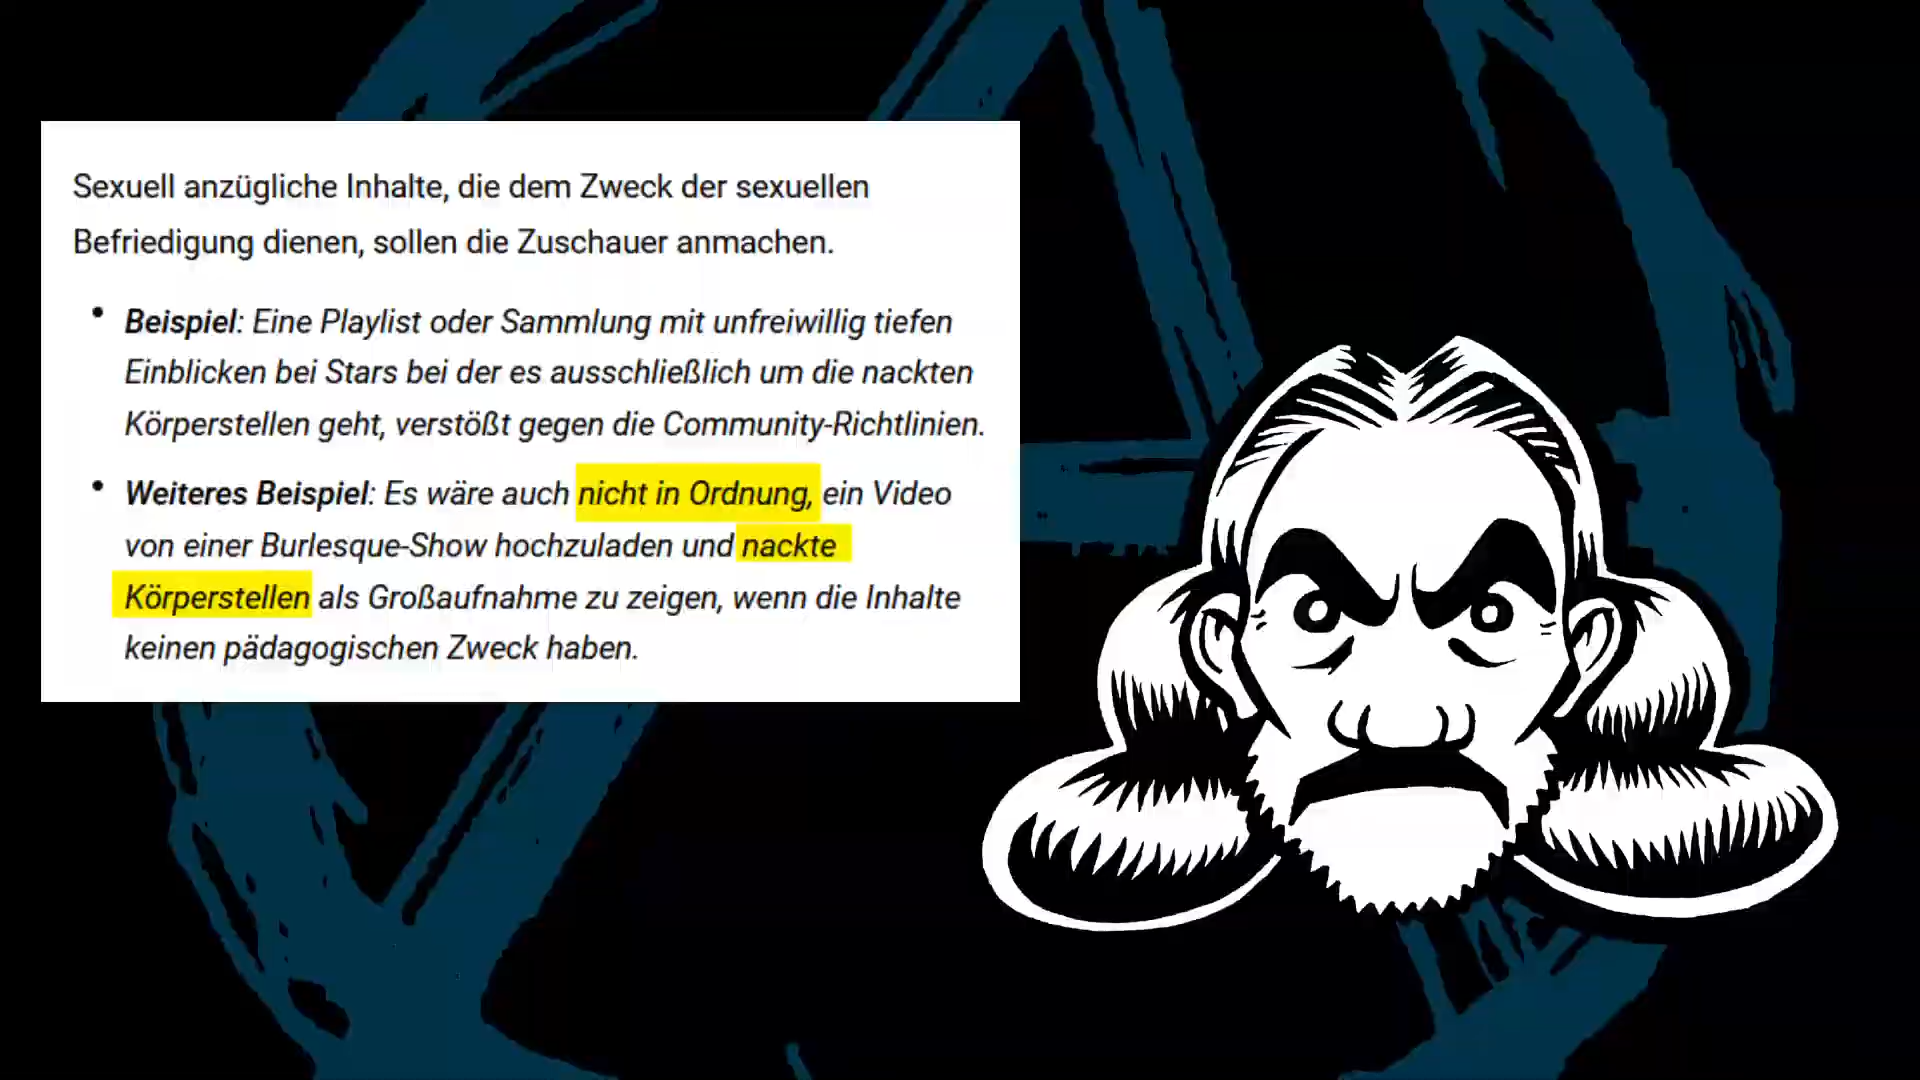 Sexuell anzügliche Inhalte, die dem Zweck der sexuellen
Befriedigung dienen, sollen die Zuschauer anmachen.
• Beispiel: Eine Playlist oder Sammlung mit unfreiwillig tiefen
Einblicken bei Stars bei der es ausschließlich um die nackten
Körperstellen geht, verstößt gegen die Community-Richtlinien.
• Weiteres Beispiel: Es wäre auch nicht in Ordnung, ein Video
von einer Burlesque-Show hochzuladen und nackte
Körperstellen als Großaufnahme zu zeigen, wenn die Inhalte
keinen pädagogischen Zweck haben.